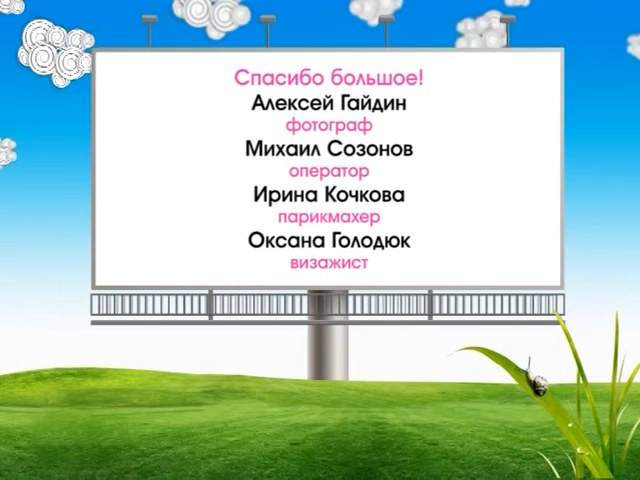 Спасибо большое!
Алексей Гайдин
фотограф
Михаил Созонов
оператор
Ирина Кочкова
парикмахер
Оксана Голодюк
визажист